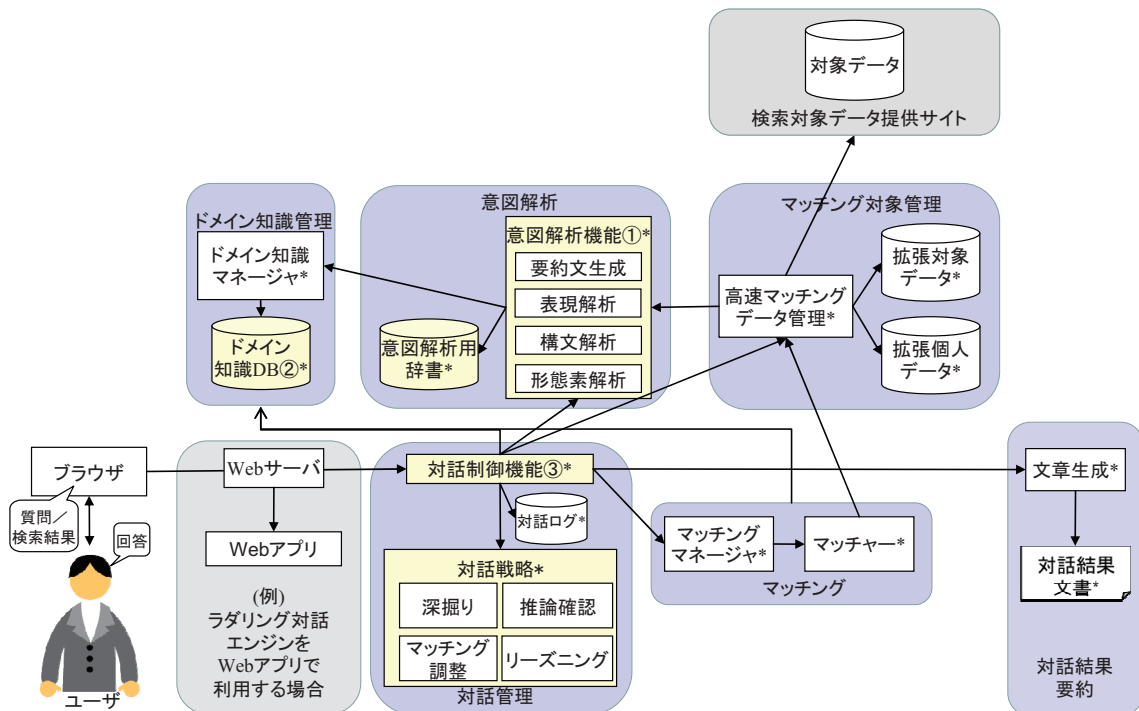 対象データ
検索対象データ提供サイト
ドメイン知識管理
ドメイン知識
マネージャ*
ドメイン
知識DB②*
意図解析
意図解析機能①*
要約文生成
表現解析
構文解析
形態素解析
意図解析用
辞書*
マッチング対象管理
高速マッチング
データ管理*
拡張対象
データ*
拡張個人
データ*
ブラウザ
質問／
検索結果
回答
ユーザ
Webサーバ
Webアプリ
(例)
ラダリング対話
エンジンを
Webアプリで
利用する場合
対話制御機能③*
対話ログ*
対話戦略*
深掘り
推論確認
マッチング
調整
リーズニング
対話管理
マッチング
マネージャ*
マッチャー*
マッチング
文章生成*
対話結果
文書*
対話結果
要約